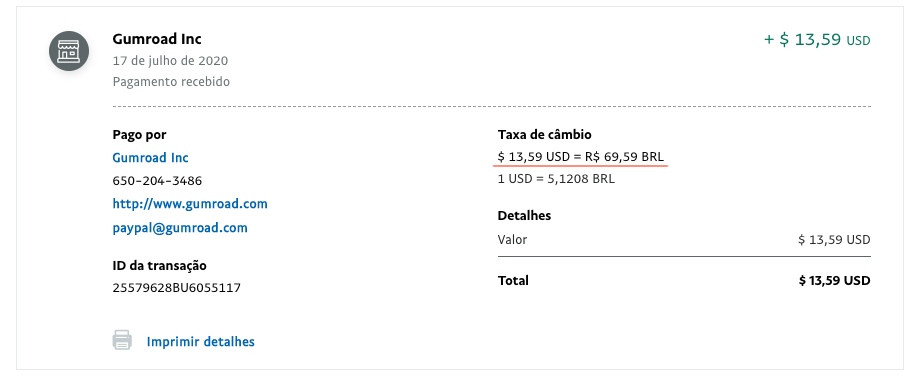 Gumroad Inc
+ $ 13,59 USD
17 de julho de 2020
Pagamento recebido
Pago por
Gumroad Inc
650-204-3486
http://www.gumroad.com
paypal@gumroad.com
ID da transação
25579628BU6055117
Imprimir detalhes
Taxa de câmbio
$ 13,59 USD = R$ 69,59 BRL
1 USD = 5,1208 BRL
Detalhes
Valor $ 13,59 USD
Total $ 13,59 USD